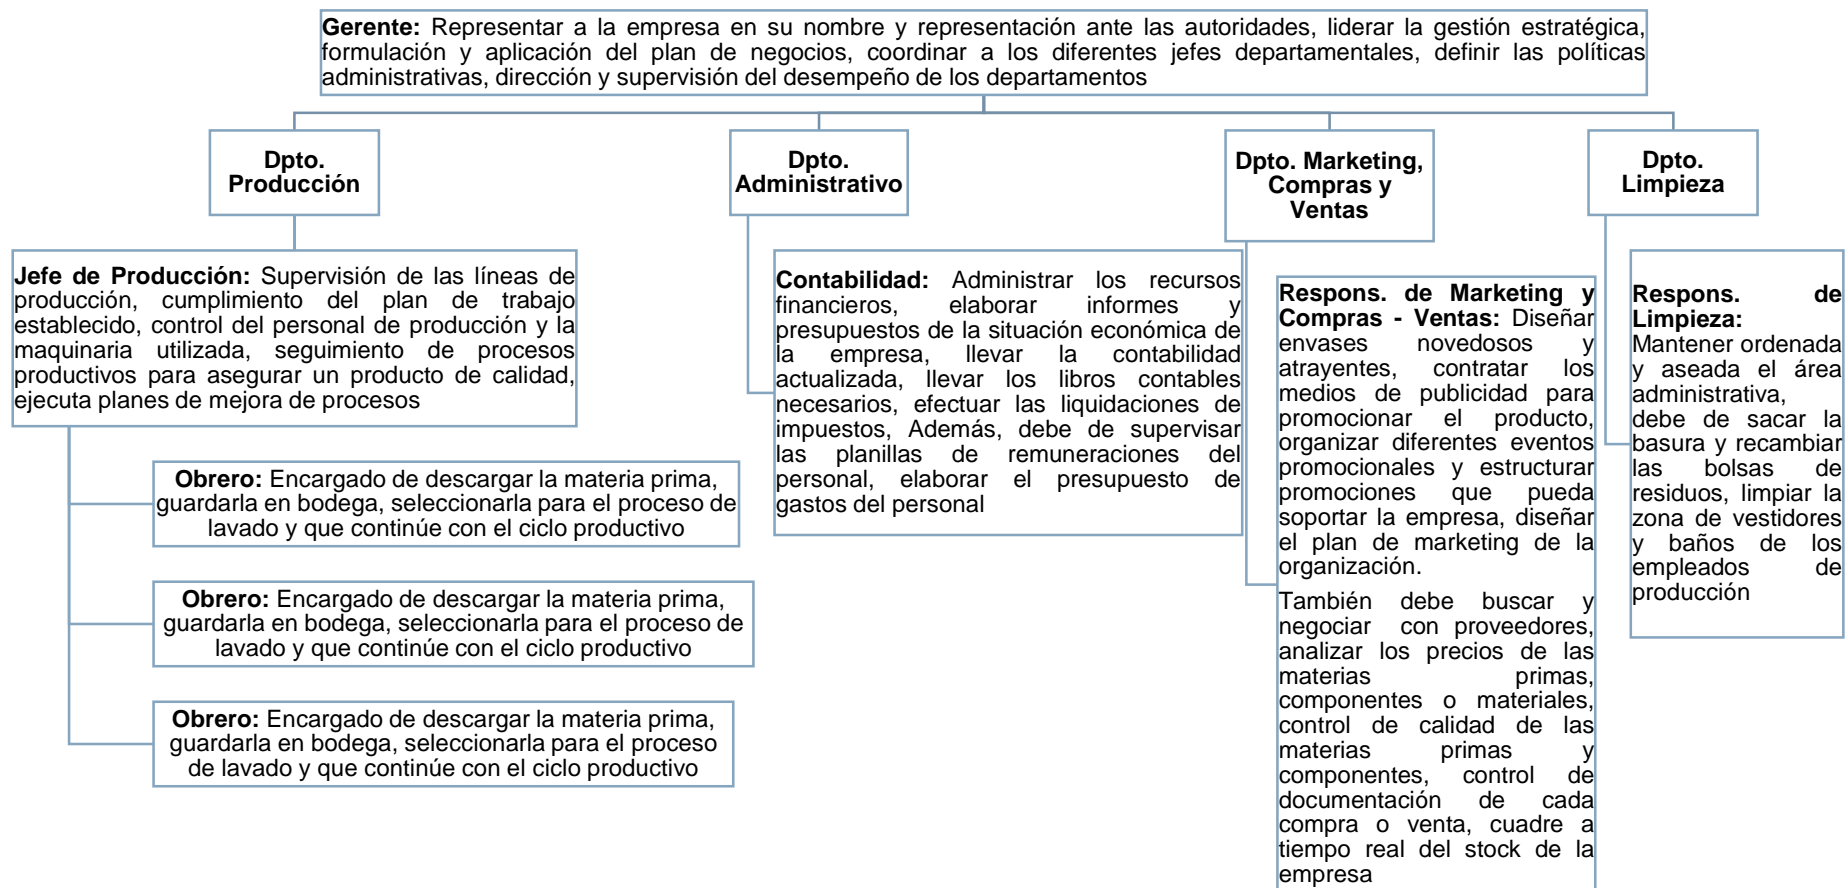 Gerente: Representar a la empresa en su nombre y representación ante las autoridades, liderar la gestión estratégica,
formulación y aplicación del plan de negocios, coordinar a los diferentes jefes departamentales, definir las políticas
administrativas, dirección y supervisión del desempeño de los departamentos
Dpto.
Producción
Dpto.
Administrativo
Dpto. Marketing,
Compras y
Ventas
Dpto.
Limpieza
Jefe de Producción: Supervisión de las líneas de
producción, cumplimiento del plan de trabajo
establecido, control del personal de producción y la
maquinaria utilizada, seguimiento de procesos
productivos para asegurar un producto de calidad,
ejecuta planes de mejora de procesos
Obrero: Encargado de descargar la materia prima,
guardarla en bodega, seleccionarla para el proceso de
lavado y que continúe con el ciclo productivo
Obrero: Encargado de descargar la materia prima,
guardarla en bodega, seleccionarla para el proceso de
lavado y que continúe con el ciclo productivo
Obrero: Encargado de descargar la materia prima,
guardarla en bodega, seleccionarla para el proceso
de lavado y que continúe con el ciclo productivo
Contabilidad: Administrar los recursos
financieros, elaborar informes y
presupuestos de la situación económica de
la empresa, llevar la contabilidad
actualizada, llevar los libros contables
necesarios, efectuar las liquidaciones de
impuestos, Además, debe de supervisar
las planillas de remuneraciones del
personal, elaborar el presupuesto de
gastos del personal
Respons. de Marketing y
Compras - Ventas: Diseñar
envases novedosos y
atrayentes, contratar los
medios de publicidad para
promocionar el producto,
organizar diferentes eventos
promocionales y estructurar
promociones que pueda
soportar la empresa, diseñar
el plan de marketing de la
organización.
También debe buscar y
negociar con proveedores,
analizar los precios de las
materias primas,
componentes o materiales,
control de calidad de las
materias primas y
componentes, control de
documentación de cada
compra o venta, cuadre a
tiempo real del stock de la
empresa
Respons. de
Limpieza:
Mantener ordenada
y aseada el área
administrativa,
debe de sacar la
basura y recambiar
las bolsas de
residuos, limpiar la
zona de vestidores
y baños de los
empleados de
producción